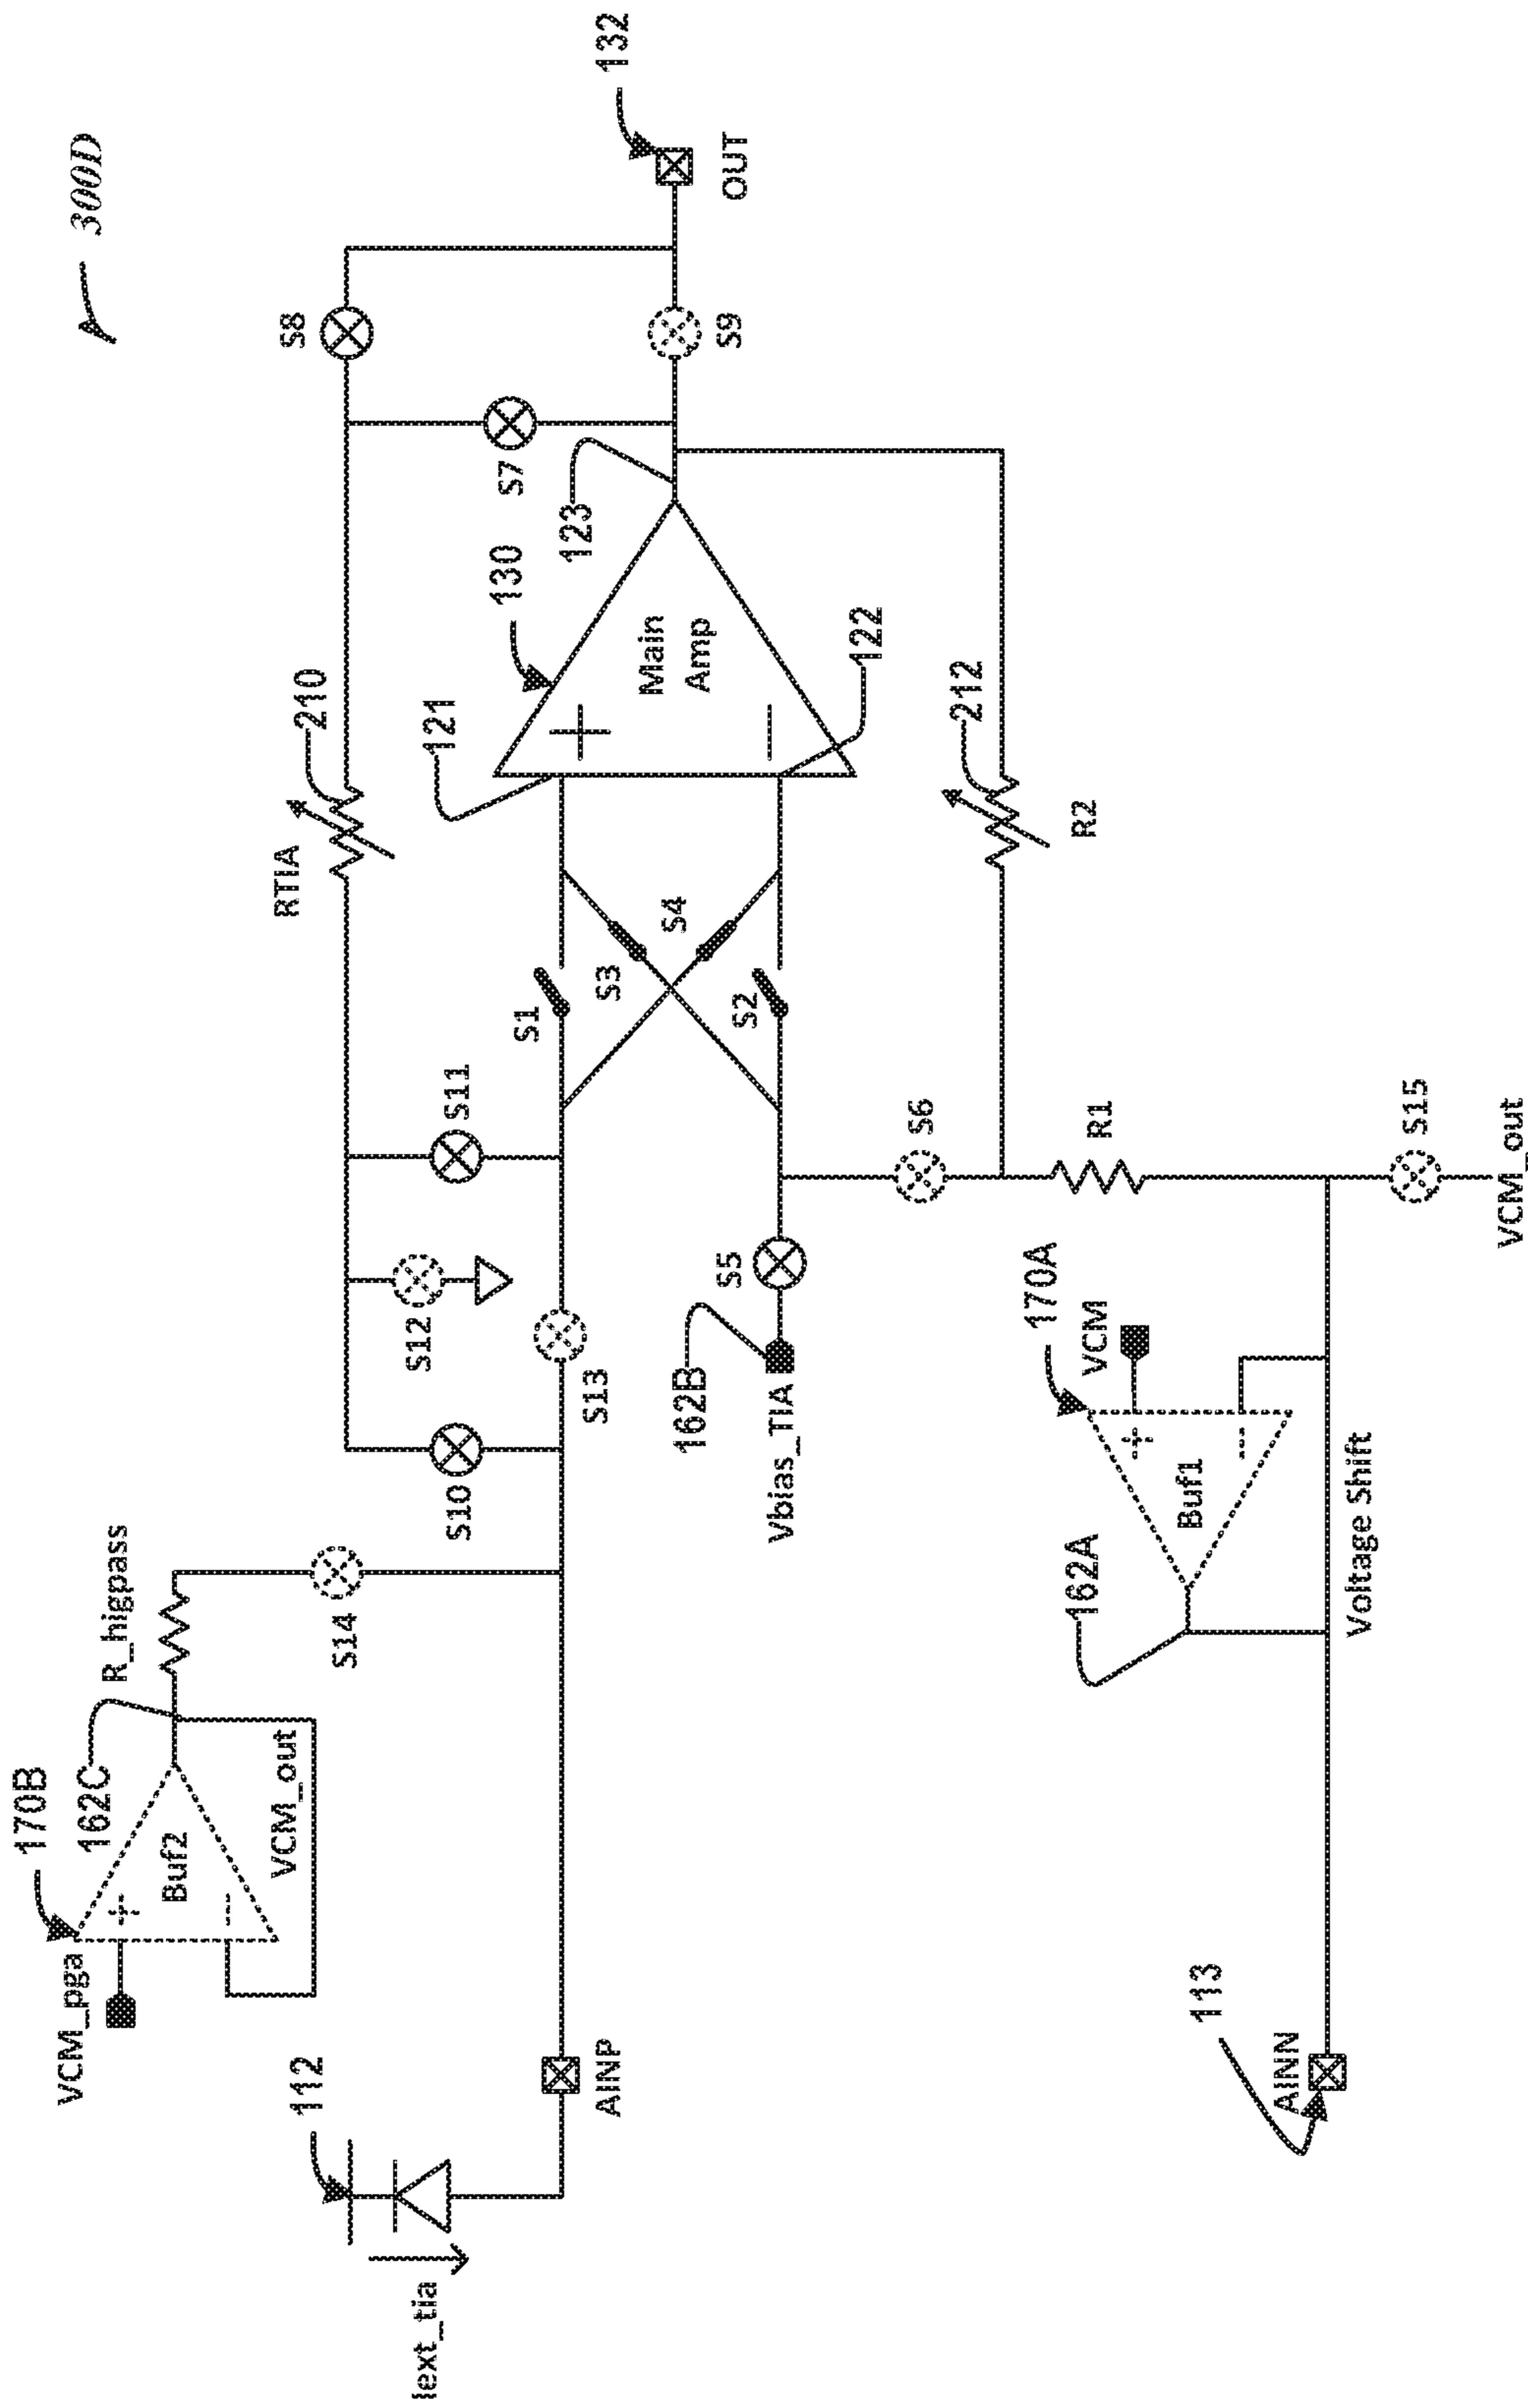 300D
132
OUT
S8
S9
S7
123
130
Main
Amp
121
122
210
RTIA
212
R2
S1
S3
S4
S2
S11
S12
S10
S13
S5
S6
R1
S15
VCM_out
162B
Vbias_TIA
170A
VCM
Buf1
162A
Voltage Shift
R_higpass
S14
170B
162C
VCM_pga
Buf2
VCM_out
112
Iext_tia
AINP
113
AINN